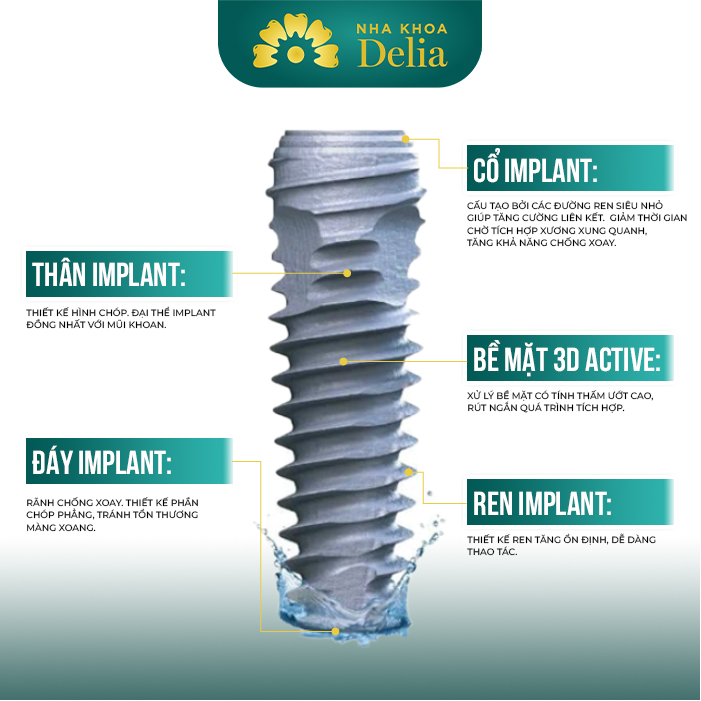 NHA KHOA
Delia
CỔ IMPLANT:
CẤU TẠO BỞI CÁC ĐƯỜNG REN SIÊU NHỎ
GIÚP TĂNG CƯỜNG LIÊN KẾT. GIẢM THỜI GIAN
CHỜ TÍCH HỢP XƯƠNG XUNG QUANH,
TĂNG KHẢ NĂNG CHỐNG XOAY.
THÂN IMPLANT:
THIẾT KẾ HÌNH CHÓP. ĐẠI THỂ IMPLANT
ĐỒNG NHẤT VỚI MŨI KHOAN.
BỀ MẶT 3D ACTIVE:
XỬ LÝ BỀ MẶT CÓ TÍNH THẤM ƯỚT CAO,
RÚT NGẮN QUÁ TRÌNH TÍCH HỢP.
ĐÁY IMPLANT:
RÃNH CHỐNG XOAY. THIẾT KẾ PHẦN
CHÓP PHẲNG, TRÁNH TỔN THƯƠNG
MÀNG XOANG.
REN IMPLANT:
THIẾT KẾ REN TĂNG ỔN ĐỊNH, DỄ DÀNG
THAO TÁC.